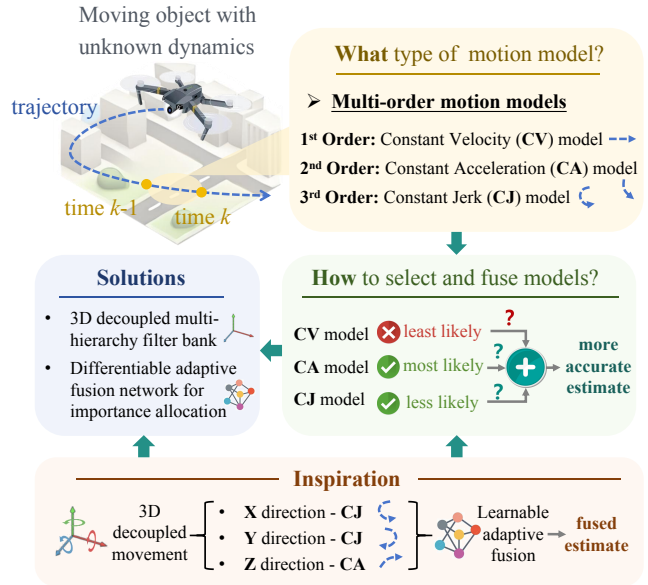 Moving object with
unknown dynamics
trajectory
time k-1
time k
What type of motion model?
➢ Multi-order motion models
1st Order: Constant Velocity (CV) model
2nd Order: Constant Acceleration (CA) model
3rd Order: Constant Jerk (CJ) model
Solutions
• 3D decoupled multi-
hierarchy filter bank
• Differentiable adaptive
fusion network for
importance allocation
How to select and fuse models?
CV model least likely ?
CA model most likely ?
CJ model less likely ?
more
accurate
estimate
Inspiration
3D
decoupled
movement
• X direction - CJ
• Y direction - CJ
• Z direction - CA
Learnable
adaptive
fusion
fused
estimate